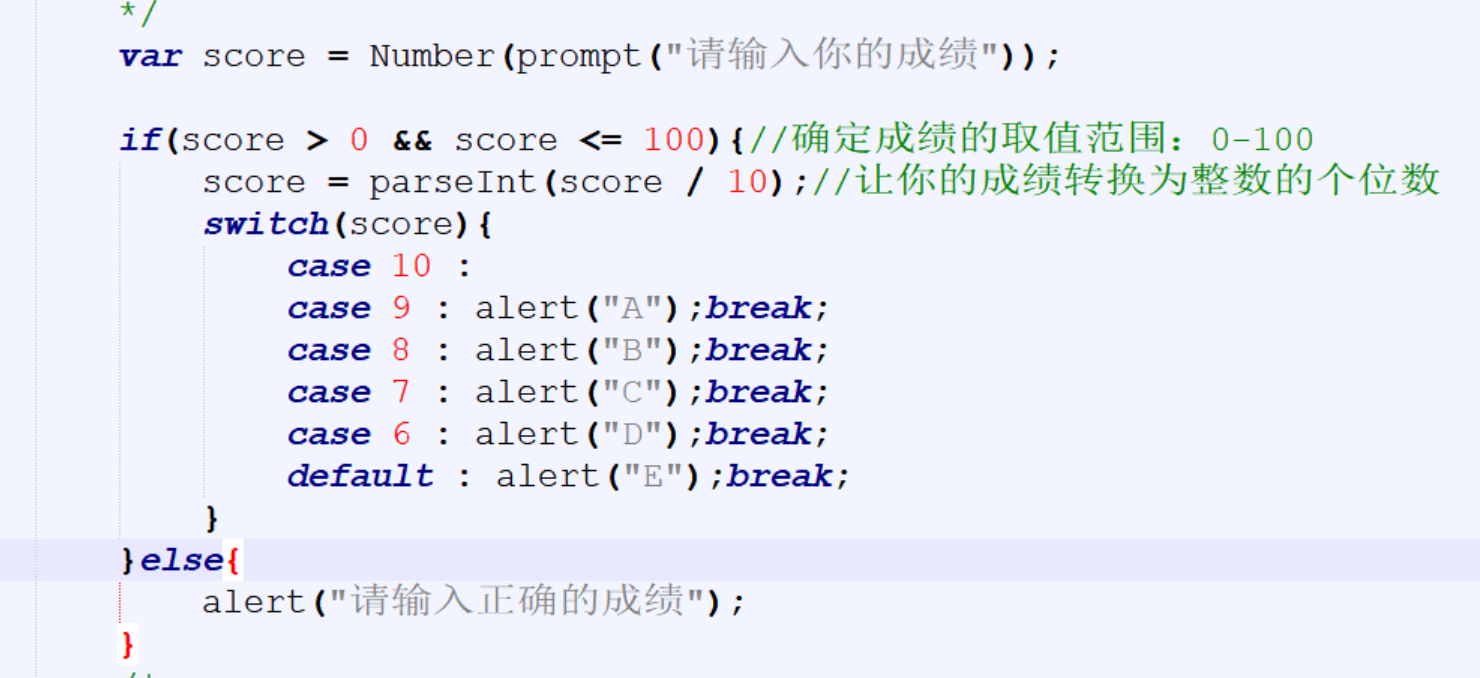 */
var score = Number(prompt("请输入你的成绩"));
if(score > 0 && score <= 100){//确定成绩的取值范围：0-100
score = parseInt(score / 10);//让你的成绩转换为整数的个位数
switch(score){
case 10 :
case 9 : alert("A");break;
case 8 : alert("B");break;
case 7 : alert("C");break;
case 6 : alert("D");break;
default : alert("E");break;
}
}else{
alert("请输入正确的成绩");
}